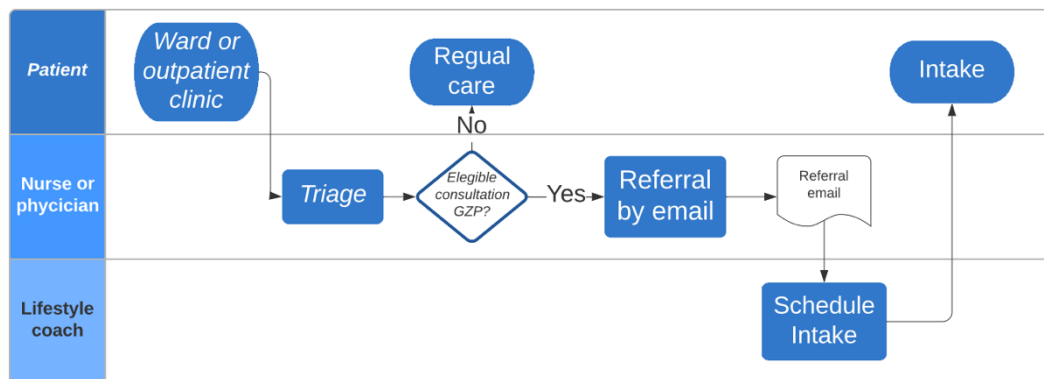 Patient
Ward or
outpatient
clinic
Regual
care
Intake
No
Nurse or
phycician
Triage
Elegible
consultation
GZP?
Yes
Referral
by email
Referral
email
Lifestyle
coach
Schedule
Intake